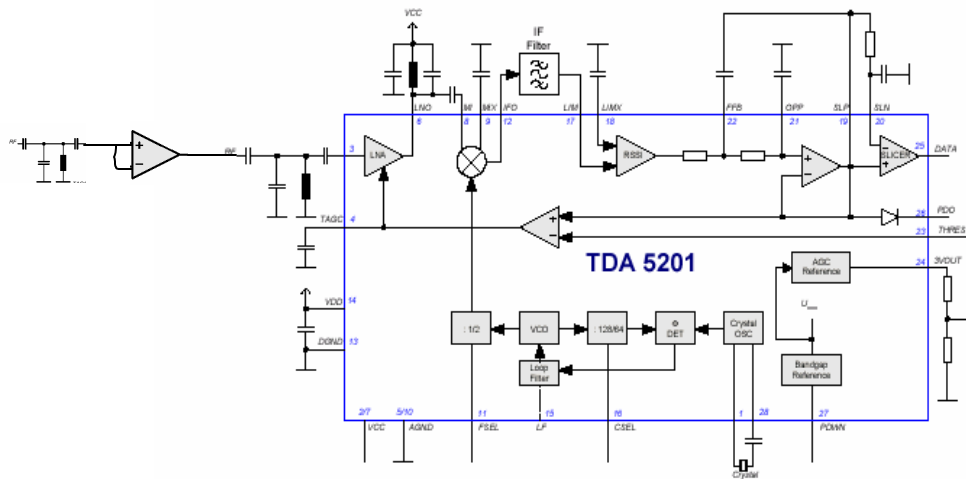 VCC
IF
Filter
LNO
MI
MIX
IFO
LIM
LIMX
FFB
OPP
SLP
SLN
6
8
9
12
17
18
22
21
19
20
RF
RF
3
LNA
RSSI
SLICER
25
DATA
+
−
+
−
−
+
TAGC
4
+
−
PDO
23
THRES
TDA 5201
AGC
Reference
24
3VOUT
VDD
14
DGND
13
: 1/2
VCO
: 128/64
Φ
DET
Crystal
OSC
Loop
Filter
Bandgap
Reference
2/7
VCC
5/10
AGND
11
FSEL
15
LF
16
CSEL
1
28
27
PDWN
Crystal